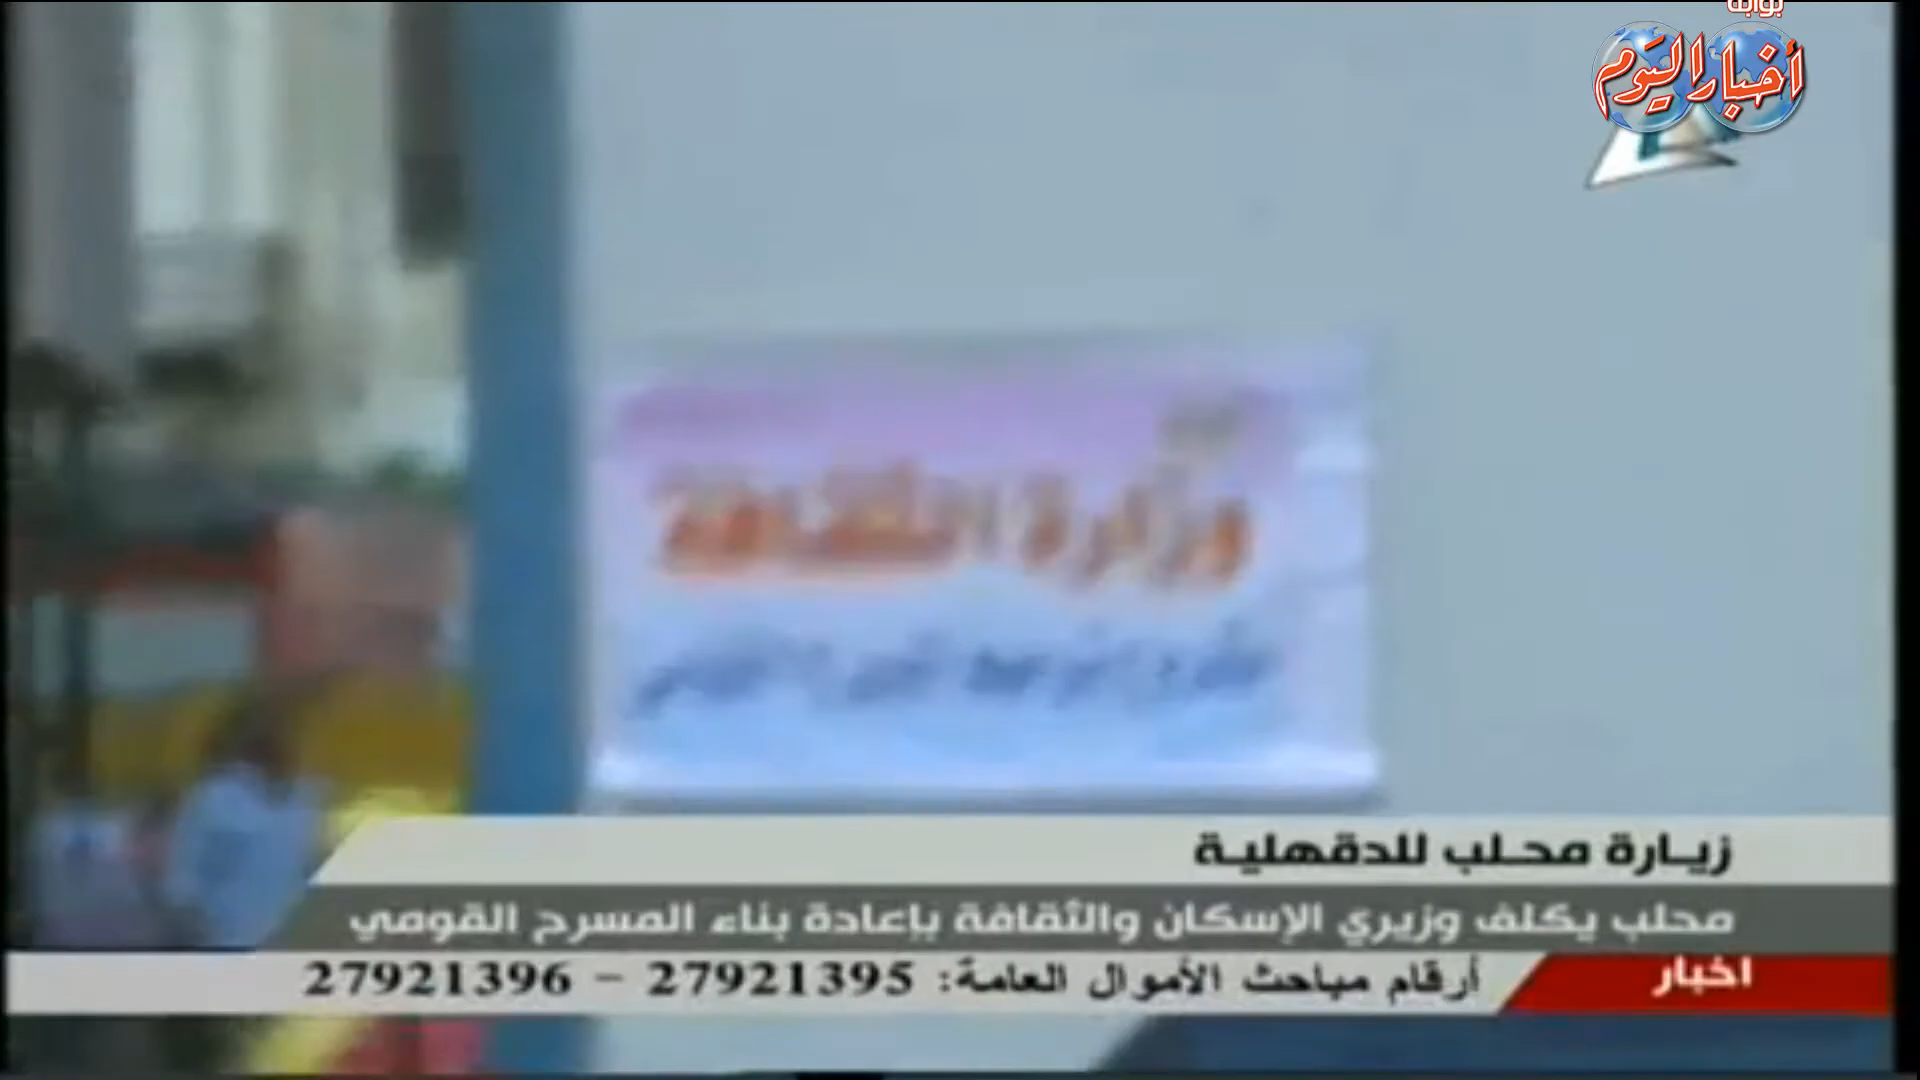 بوابة
أخبار اليوم
وزارة الثقافة
زيارة محلب للدقهلية
محلب يكلف وزيري الإسكان والثقافة بإعادة بناء المسرح القومي
اخبار
أرقام مباحث الأموال العامة: 27921395 - 27921396